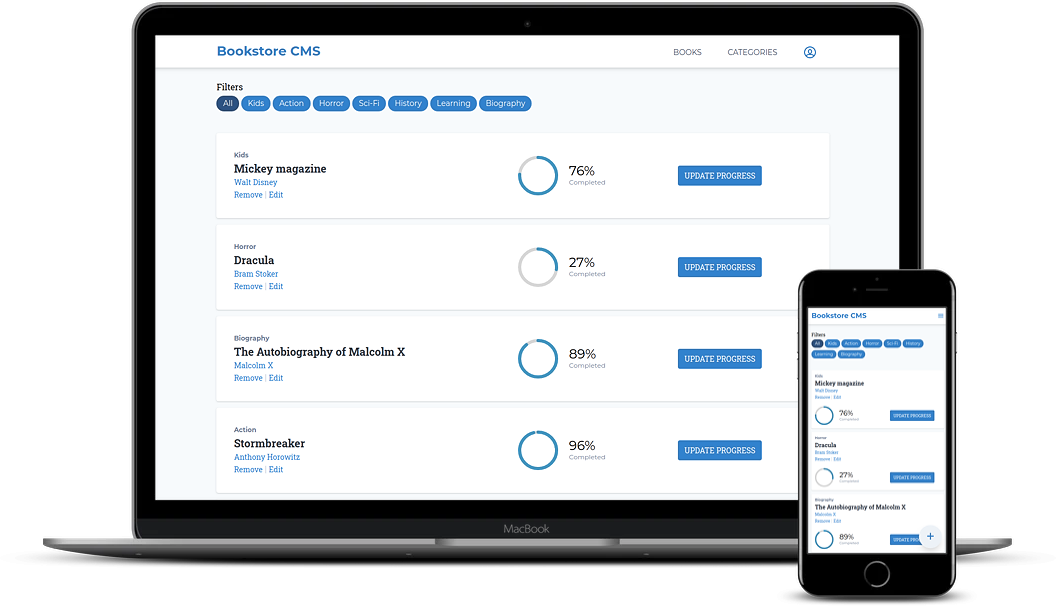 Bookstore CMS
BOOKS CATEGORIES
Filters
All Kids Action Horror Sci-Fi History Learning Biography
Kids
Mickey magazine
Walt Disney
Remove | Edit
76%
Completed
UPDATE PROGRESS
Horror
Dracula
Bram Stoker
Remove | Edit
27%
Completed
UPDATE PROGRESS
Biography
The Autobiography of Malcolm X
Malcolm X
Remove | Edit
89%
Completed
UPDATE PROGRESS
Action
Stormbreaker
Anthony Horowitz
Remove | Edit
96%
Completed
UPDATE PROGRESS
MacBook
Bookstore CMS
Filters
All Kids Action Horror Sci-Fi History
Learning Biography
Kids
Mickey magazine
Walt Disney
Remove | Edit
76%
Completed
UPDATE PROGRESS
Horror
Dracula
Bram Stoker
Remove | Edit
27%
Completed
UPDATE PROGRESS
Biography
The Autobiography of Malcolm X
Malcolm X
Remove | Edit
89%
Completed
UPDATE PRO
+